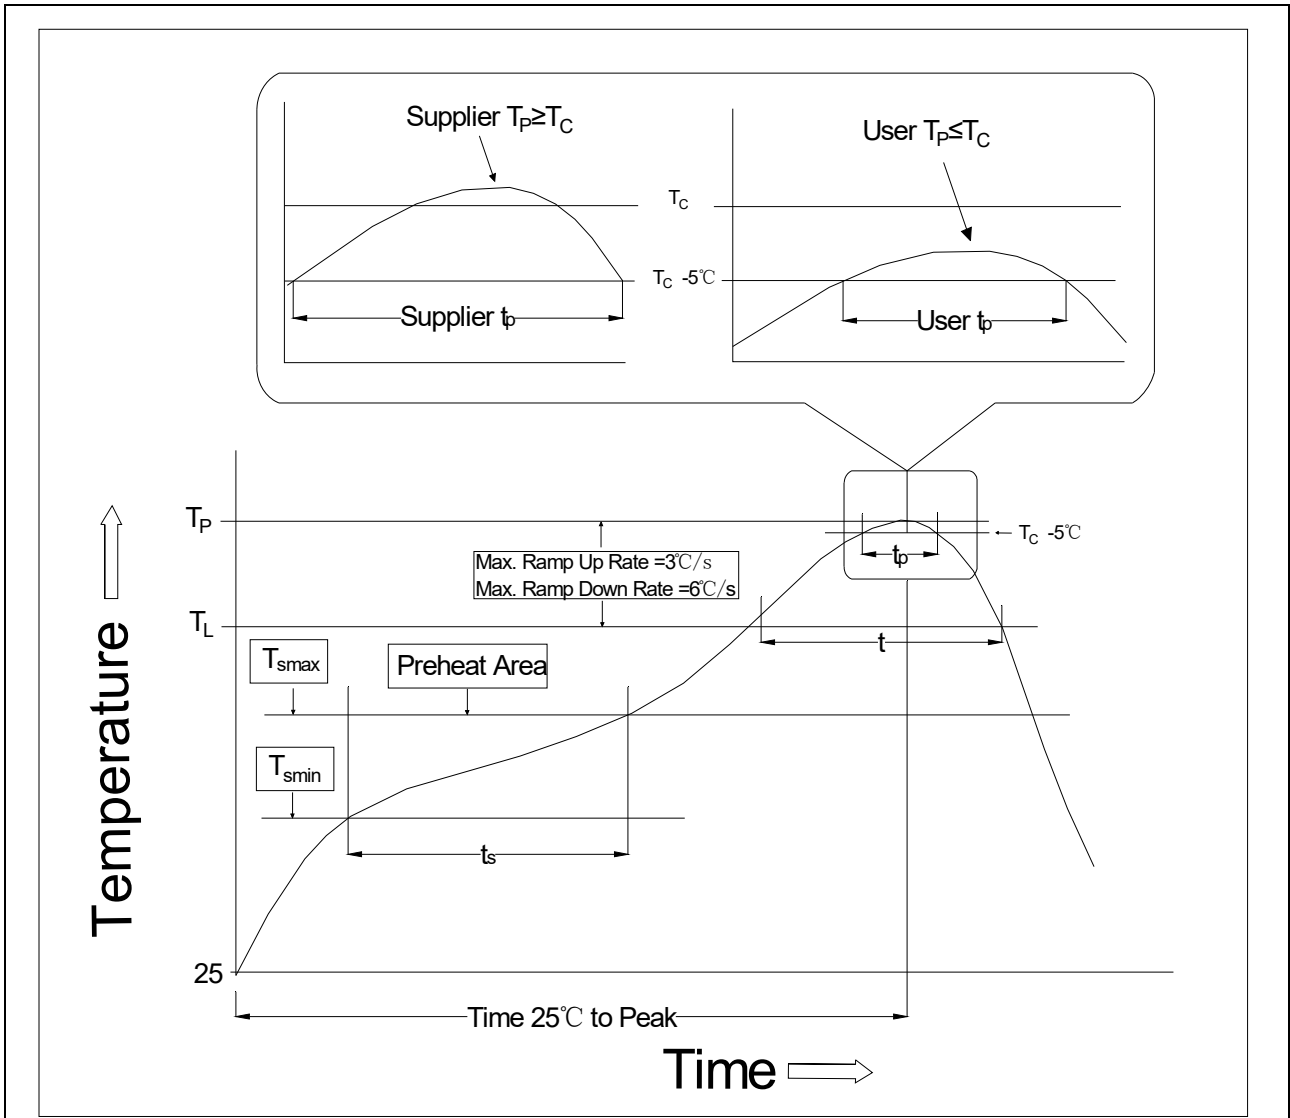 Supplier TP≥TC
User TP≤TC
TC
TC -5℃
Supplier tp
User tp
TP
TC -5℃
tp
Max. Ramp Up Rate =3℃/s
Max. Ramp Down Rate =6℃/s
TL
t
Tsmax
Preheat Area
Tsmin
ts
Temperature
25
Time 25℃ to Peak
Time